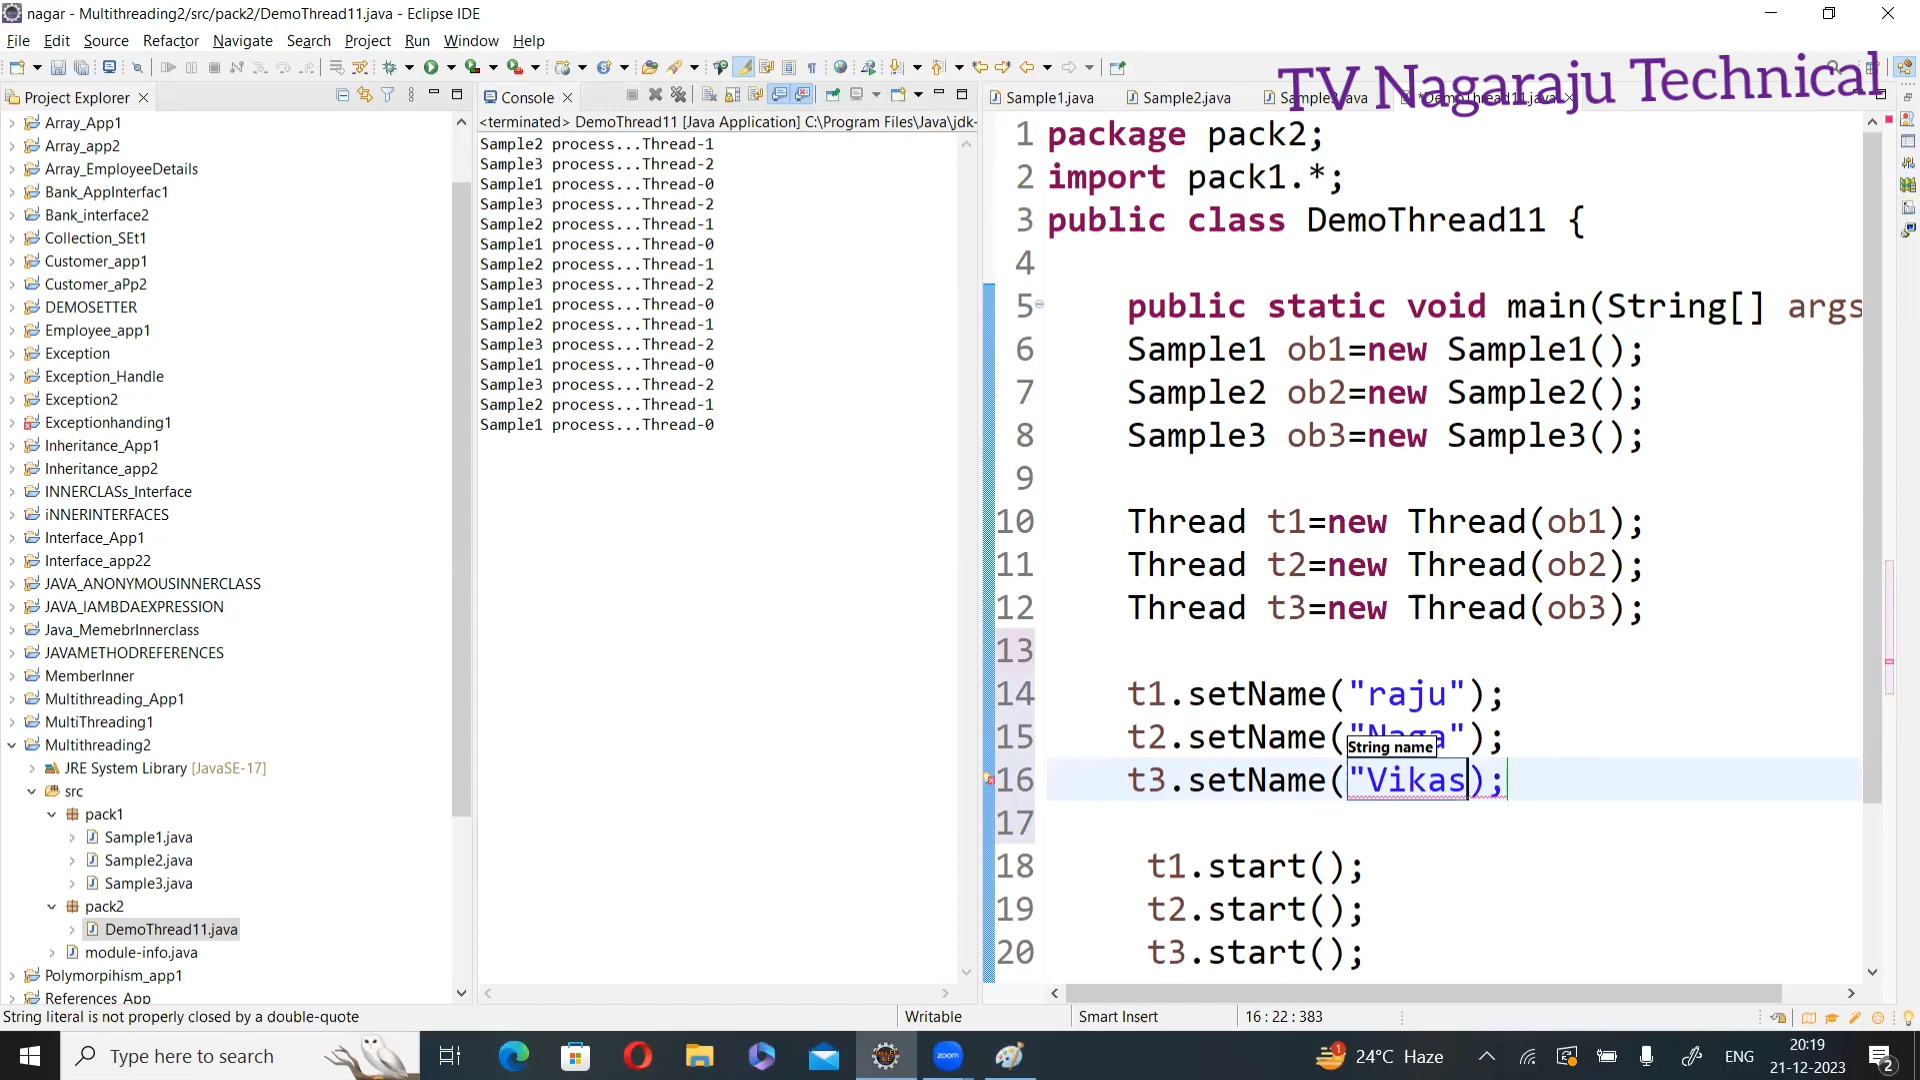 nagar - Multithreading2/src/pack2/DemoThread11.java - Eclipse IDE
File Edit Source Refactor Navigate Search Project Run Window Help
TV Nagaraju Technical
Project Explorer
Console
Sample1.java
Sample2.java
Sample3.java
*DemoThread11.java
Array_App1
Array_app2
Array_EmployeeDetails
Bank_AppInterfac1
Bank_interface2
Collection_SEt1
Customer_app1
Customer_aPp2
DEMOSETTER
Employee_app1
Exception
Exception_Handle
Exception2
Exceptionhanding1
Inheritance_App1
Inheritance_app2
INNERCLASs_Interface
iNNERINTERFACES
Interface_App1
Interface_app22
JAVA_ANONYMOUSINNERCLASS
JAVA_lAMBDAEXPRESSION
Java_MemebrInnerclass
JAVAMETHODREFERENCES
MemberInner
Multithreading_App1
MultiThreading1
Multithreading2
JRE System Library [JavaSE-17]
src
pack1
Sample1.java
Sample2.java
Sample3.java
pack2
DemoThread11.java
module-info.java
Polymorpihism_app1
References_App
<terminated> DemoThread11 [Java Application] C:\Program Files\Java\jdk-
Sample2 process...Thread-1
Sample3 process...Thread-2
Sample1 process...Thread-0
Sample3 process...Thread-2
Sample2 process...Thread-1
Sample1 process...Thread-0
Sample2 process...Thread-1
Sample3 process...Thread-2
Sample1 process...Thread-0
Sample2 process...Thread-1
Sample3 process...Thread-2
Sample1 process...Thread-0
Sample3 process...Thread-2
Sample2 process...Thread-1
Sample1 process...Thread-0
1 package pack2;
2 import pack1.*;
3 public class DemoThread11 {
4
5 public static void main(String[] args
6 Sample1 ob1=new Sample1();
7 Sample2 ob2=new Sample2();
8 Sample3 ob3=new Sample3();
9
10 Thread t1=new Thread(ob1);
11 Thread t2=new Thread(ob2);
12 Thread t3=new Thread(ob3);
13
14 t1.setName("raju");
15 t2.setName("Naga");
String name
16 t3.setName("Vikas);
17
18 t1.start();
19 t2.start();
20 t3.start();
String literal is not properly closed by a double-quote
Writable
Smart Insert
16 : 22 : 383
Type here to search
zoom
24°C Haze
ENG
20:19
21-12-2023
2